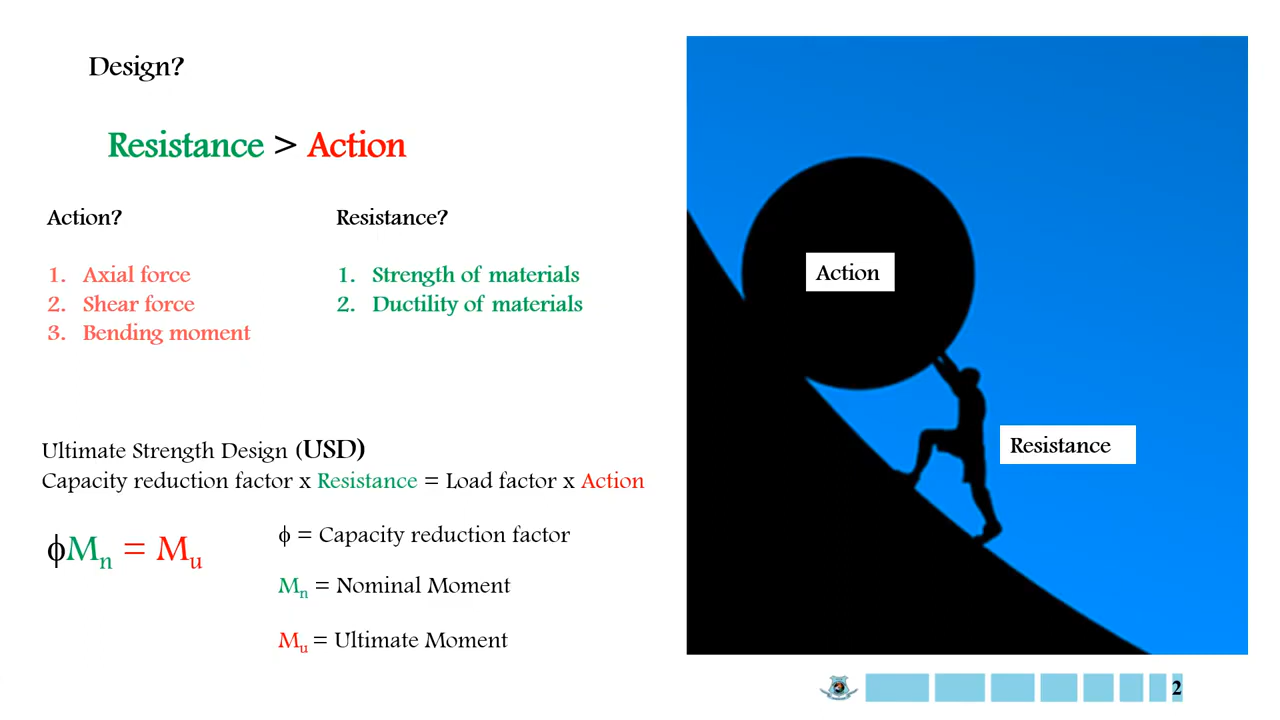 Design?
Resistance > Action
Action?
1. Axial force
2. Shear force
3. Bending moment
Resistance?
1. Strength of materials
2. Ductility of materials
Ultimate Strength Design (USD)
Capacity reduction factor x Resistance = Load factor x Action
ϕMn = Mu
ϕ = Capacity reduction factor
Mn = Nominal Moment
Mu = Ultimate Moment
Action
Resistance
2